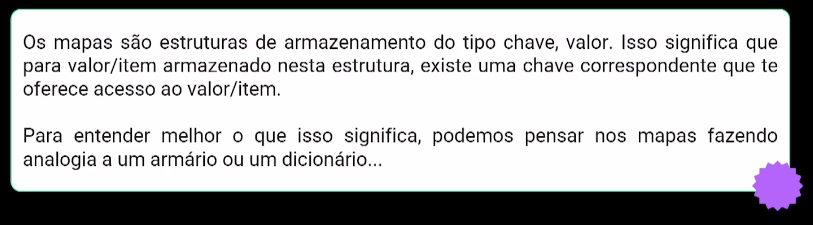 Os mapas são estruturas de armazenamento do tipo chave, valor. Isso significa que
para valor/item armazenado nesta estrutura, existe uma chave correspondente que te
oferece acesso ao valor/item.
Para entender melhor o que isso significa, podemos pensar nos mapas fazendo
analogia a um armário ou um dicionário...